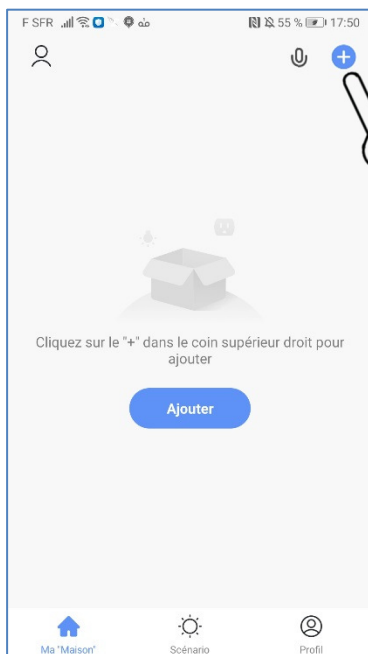 F SFR 55 % 17:50
Cliquez sur le "+" dans le coin supérieur droit pour
ajouter
Ajouter
Ma "Maison" Scénario Profil